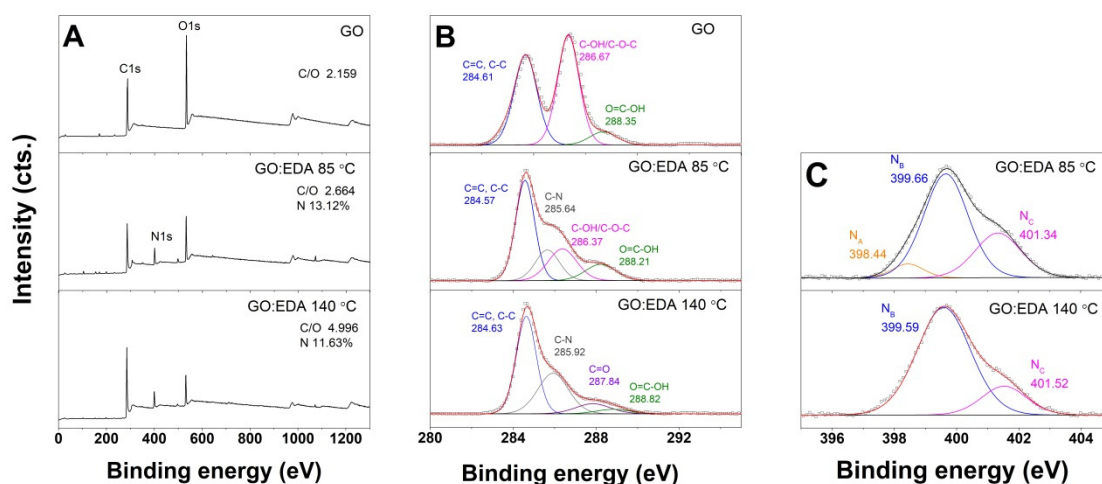 Intensity (cts.)
A
GO
O1s
C1s
C/O 2.159
GO:EDA 85 °C
C/O 2.664
N 13.12%
N1s
GO:EDA 140 °C
C/O 4.996
N 11.63%
0 200 400 600 800 1000 1200
Binding energy (eV)
B
GO
C-OH/C-O-C
286.67
C=C, C-C
284.61
O=C-OH
288.35
GO:EDA 85 °C
C=C, C-C
284.57
C-N
285.64
C-OH/C-O-C
286.37
O=C-OH
288.21
GO:EDA 140 °C
C=C, C-C
284.63
C-N
285.92
C=O
287.84
O=C-OH
288.82
280 284 288 292
Binding energy (eV)
C
GO:EDA 85 °C
N_B
399.66
N_C
401.34
N_A
398.44
GO:EDA 140 °C
N_B
399.59
N_C
401.52
396 398 400 402 404
Binding energy (eV)